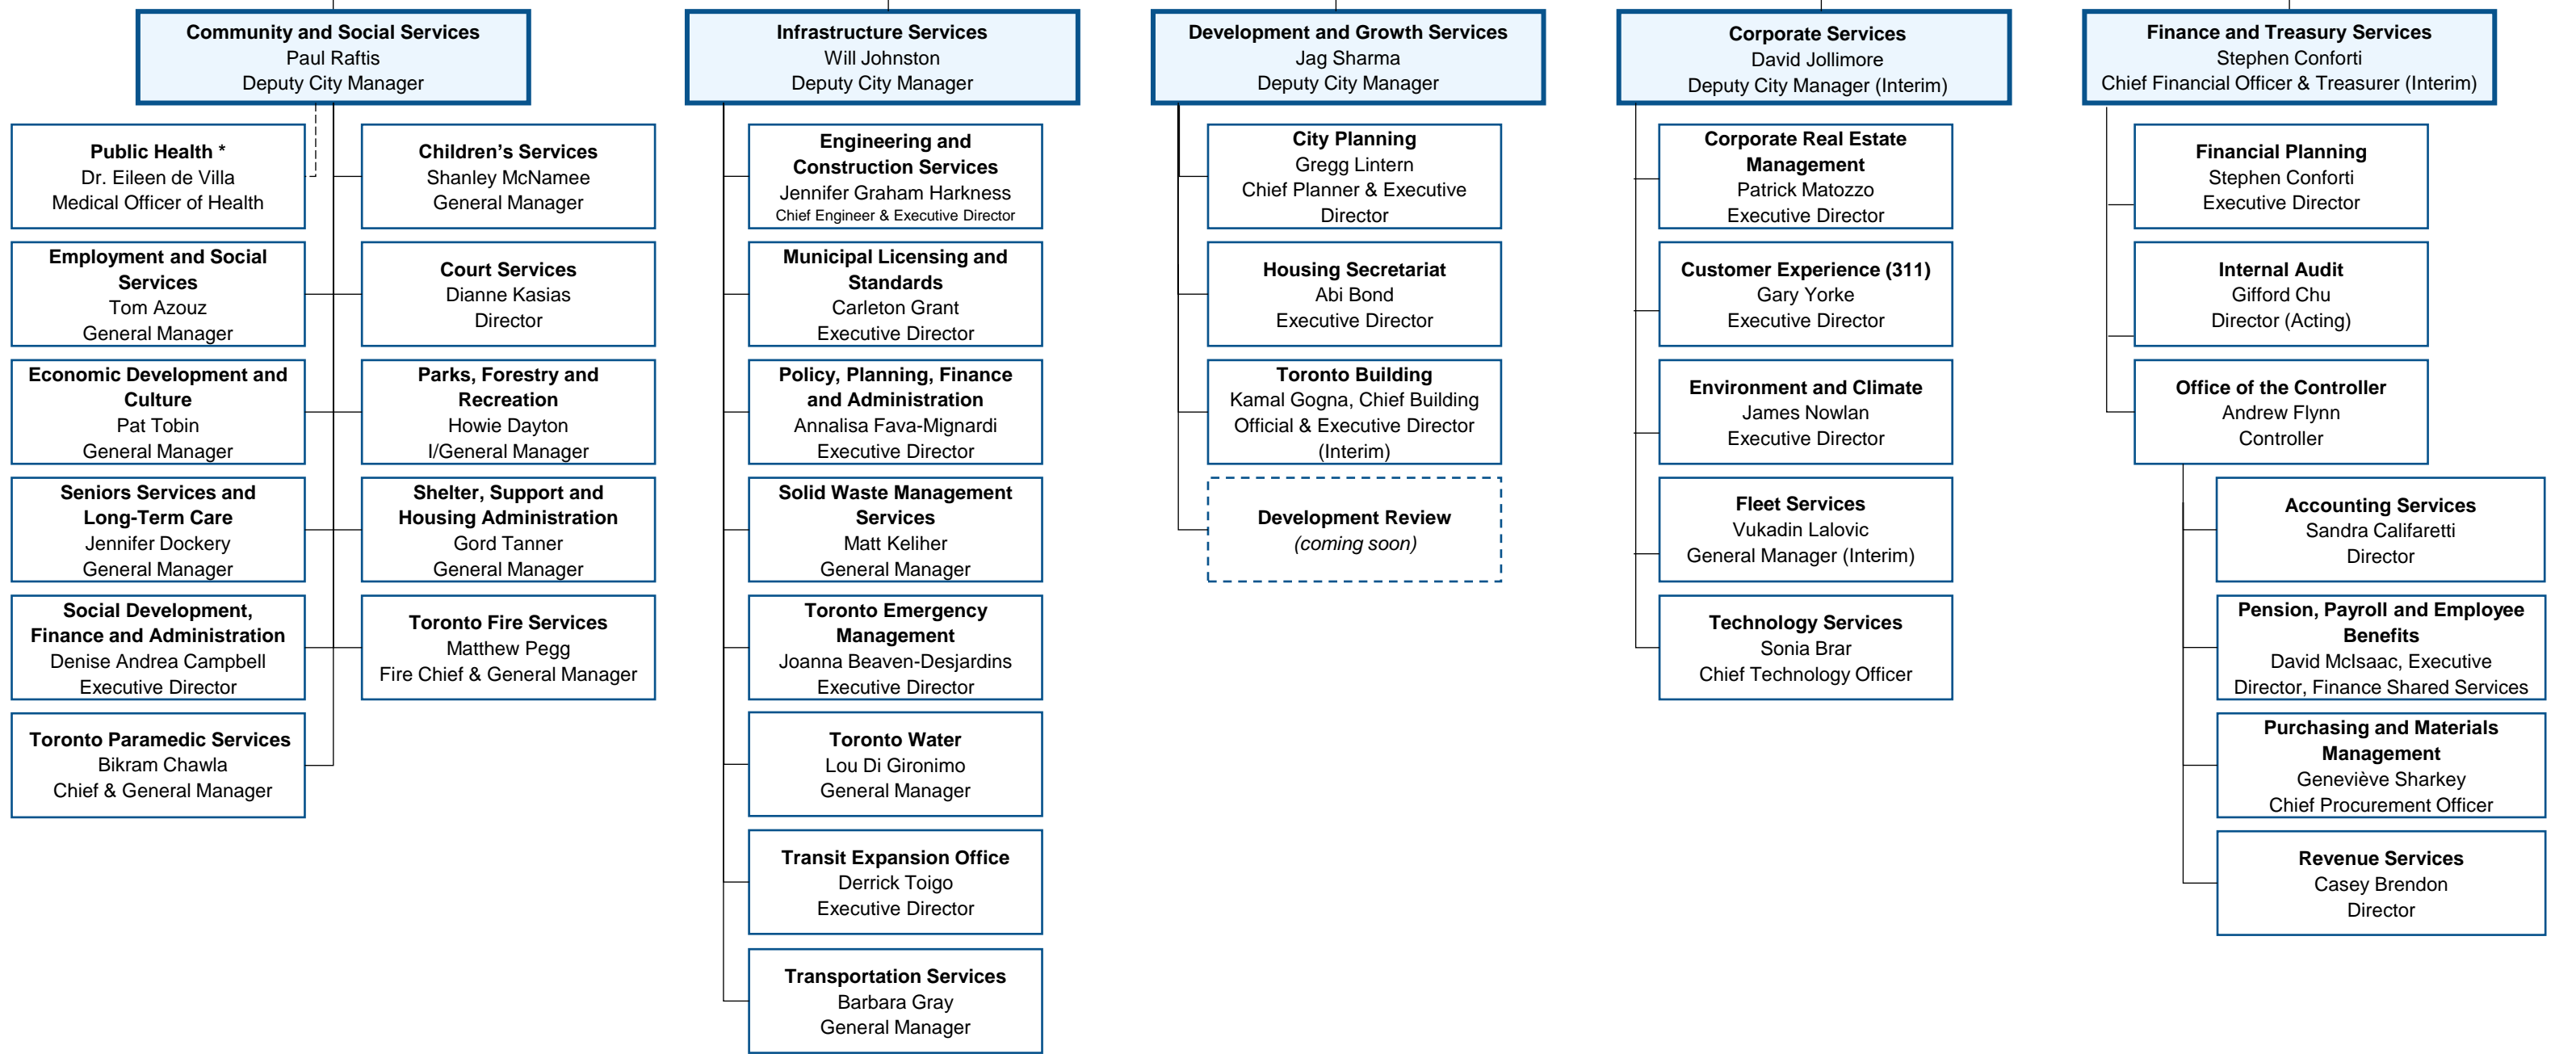 Community and Social Services
Paul Raftis
Deputy City Manager
Public Health *
Dr. Eileen de Villa
Medical Officer of Health
Children’s Services
Shanley McNamee
General Manager
Employment and Social
Services
Tom Azouz
General Manager
Court Services
Dianne Kasias
Director
Economic Development and
Culture
Pat Tobin
General Manager
Parks, Forestry and
Recreation
Howie Dayton
I/General Manager
Seniors Services and
Long-Term Care
Jennifer Dockery
General Manager
Shelter, Support and
Housing Administration
Gord Tanner
General Manager
Social Development,
Finance and Administration
Denise Andrea Campbell
Executive Director
Toronto Fire Services
Matthew Pegg
Fire Chief & General Manager
Toronto Paramedic Services
Bikram Chawla
Chief & General Manager
Infrastructure Services
Will Johnston
Deputy City Manager
Engineering and
Construction Services
Jennifer Graham Harkness
Chief Engineer & Executive Director
Municipal Licensing and
Standards
Carleton Grant
Executive Director
Policy, Planning, Finance
and Administration
Annalisa Fava-Mignardi
Executive Director
Solid Waste Management
Services
Matt Keliher
General Manager
Toronto Emergency
Management
Joanna Beaven-Desjardins
Executive Director
Toronto Water
Lou Di Gironimo
General Manager
Transit Expansion Office
Derrick Toigo
Executive Director
Transportation Services
Barbara Gray
General Manager
Development and Growth Services
Jag Sharma
Deputy City Manager
City Planning
Gregg Lintern
Chief Planner & Executive
Director
Housing Secretariat
Abi Bond
Executive Director
Toronto Building
Kamal Gogna, Chief Building
Official & Executive Director
(Interim)
Development Review
(coming soon)
Corporate Services
David Jollimore
Deputy City Manager (Interim)
Corporate Real Estate
Management
Patrick Matozzo
Executive Director
Customer Experience (311)
Gary Yorke
Executive Director
Environment and Climate
James Nowlan
Executive Director
Fleet Services
Vukadin Lalovic
General Manager (Interim)
Technology Services
Sonia Brar
Chief Technology Officer
Finance and Treasury Services
Stephen Conforti
Chief Financial Officer & Treasurer (Interim)
Financial Planning
Stephen Conforti
Executive Director
Internal Audit
Gifford Chu
Director (Acting)
Office of the Controller
Andrew Flynn
Controller
Accounting Services
Sandra Califaretti
Director
Pension, Payroll and Employee
Benefits
David McIsaac, Executive
Director, Finance Shared Services
Purchasing and Materials
Management
Geneviève Sharkey
Chief Procurement Officer
Revenue Services
Casey Brendon
Director